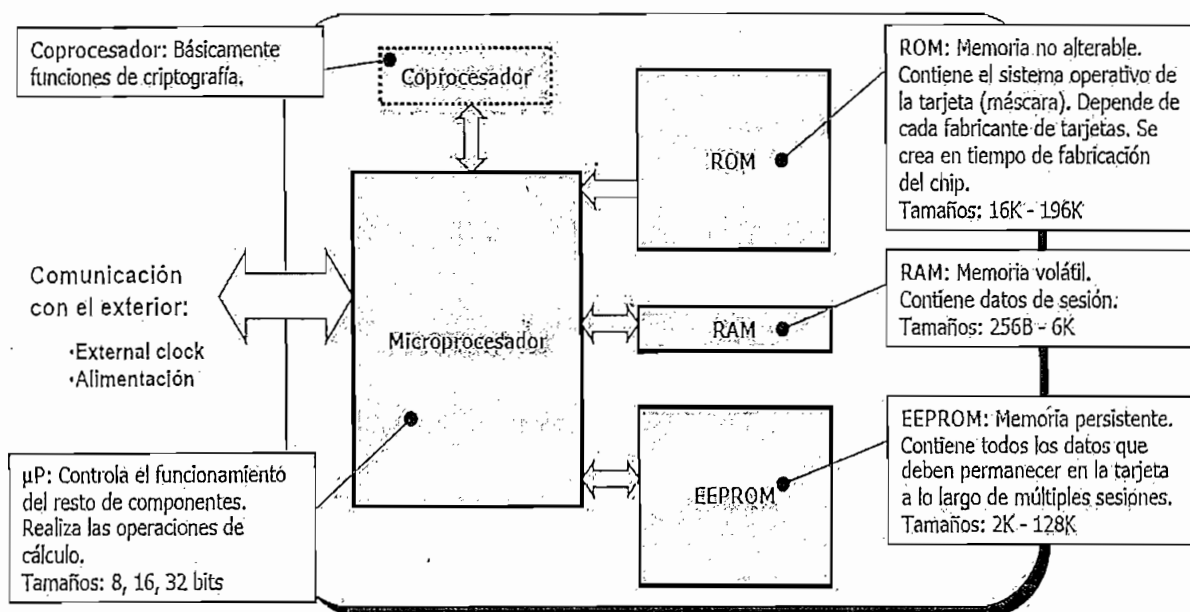 Coprocesador: Básicamente
funciones de criptografía.
Coprocesador
ROM: Memoria no alterable.
Contiene el sistema operativo de
la tarjeta (máscara). Depende de
cada fabricante de tarjetas. Se
crea en tiempo de fabricación
del chip.
Tamaños: 16K - 196K
ROM
Comunicación
con el exterior:
•External clock
•Alimentación
Microprocesador
RAM
RAM: Memoria volátil.
Contiene datos de sesión.
Tamaños: 256B - 6K
EEPROM
EEPROM: Memoria persistente.
Contiene todos los datos que
deben permanecer en la tarjeta
a lo largo de múltiples sesiones.
Tamaños: 2K - 128K
µP: Controla el funcionamiento
del resto de componentes.
Realiza las operaciones de
cálculo.
Tamaños: 8, 16, 32 bits